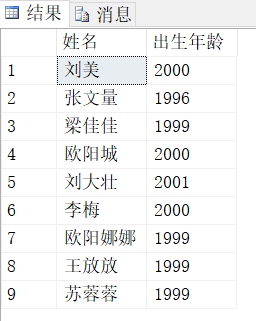 结果 消息
姓名 出生年龄
1 刘美 2000
2 张文量 1996
3 梁佳佳 1999
4 欧阳城 2000
5 刘大壮 2001
6 李梅 2000
7 欧阳娜娜 1999
8 王放放 1999
9 苏蓉蓉 1999